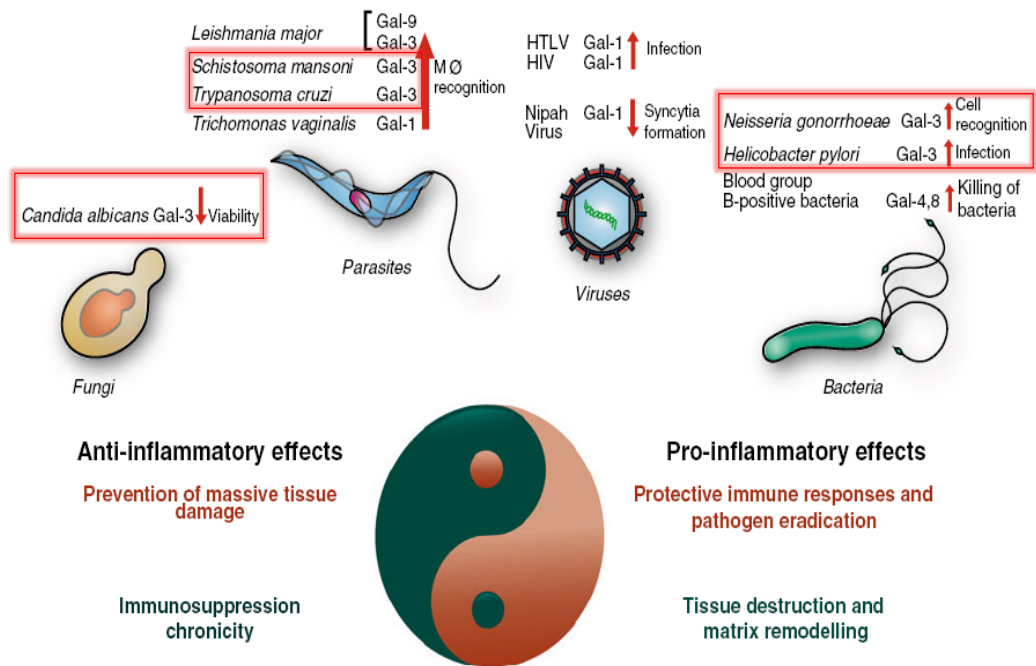 Leishmania major
Gal-9
Gal-3
Schistosoma mansoni Gal-3
Trypanosoma cruzi Gal-3
Trichomonas vaginalis Gal-1
MØ
recognition
HTLV Gal-1
HIV Gal-1
Infection
Nipah
Virus
Gal-1
Syncytia
formation
Neisseria gonorrhoeae Gal-3
Cell
recognition
Helicobacter pylori Gal-3 Infection
Blood group
B-positive bacteria
Gal-4,8
Killing of
bacteria
Candida albicans Gal-3 Viability
Fungi
Parasites
Viruses
Bacteria
Anti-inflammatory effects
Prevention of massive tissue
damage
Immunosuppression
chronicity
Pro-inflammatory effects
Protective immune responses and
pathogen eradication
Tissue destruction and
matrix remodelling